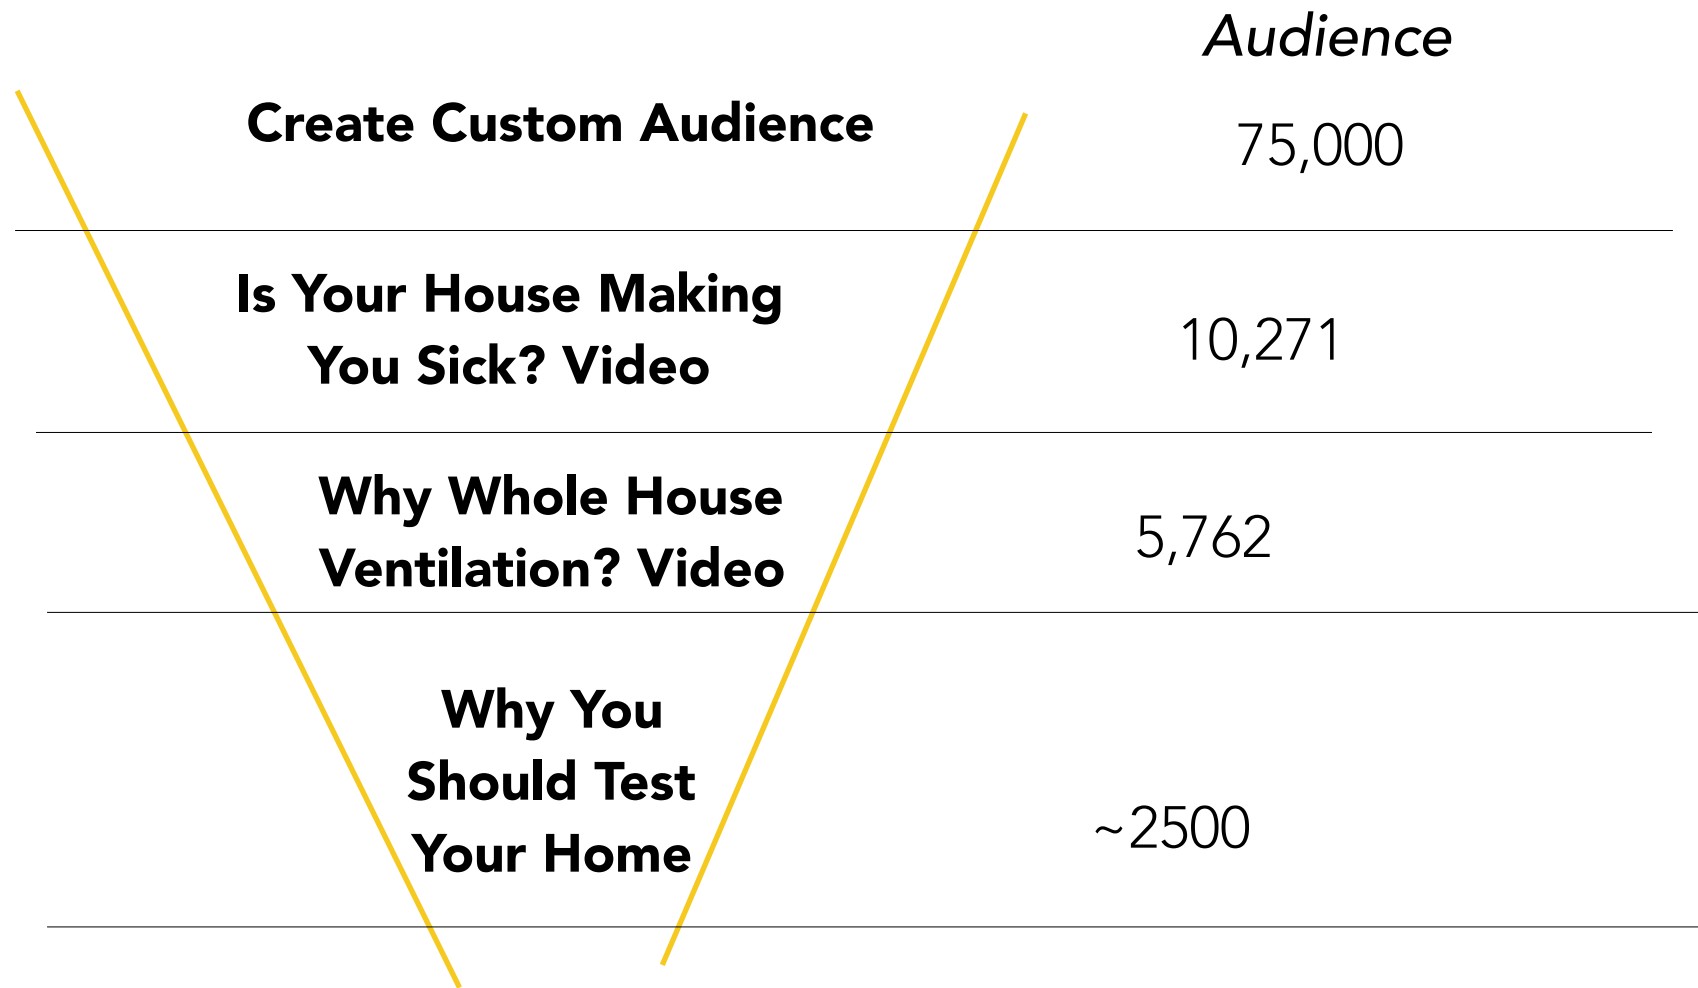 Audience
Create Custom Audience
75,000
Is Your House Making
You Sick? Video
10,271
Why Whole House
Ventilation? Video
5,762
Why You
Should Test
Your Home
~2500